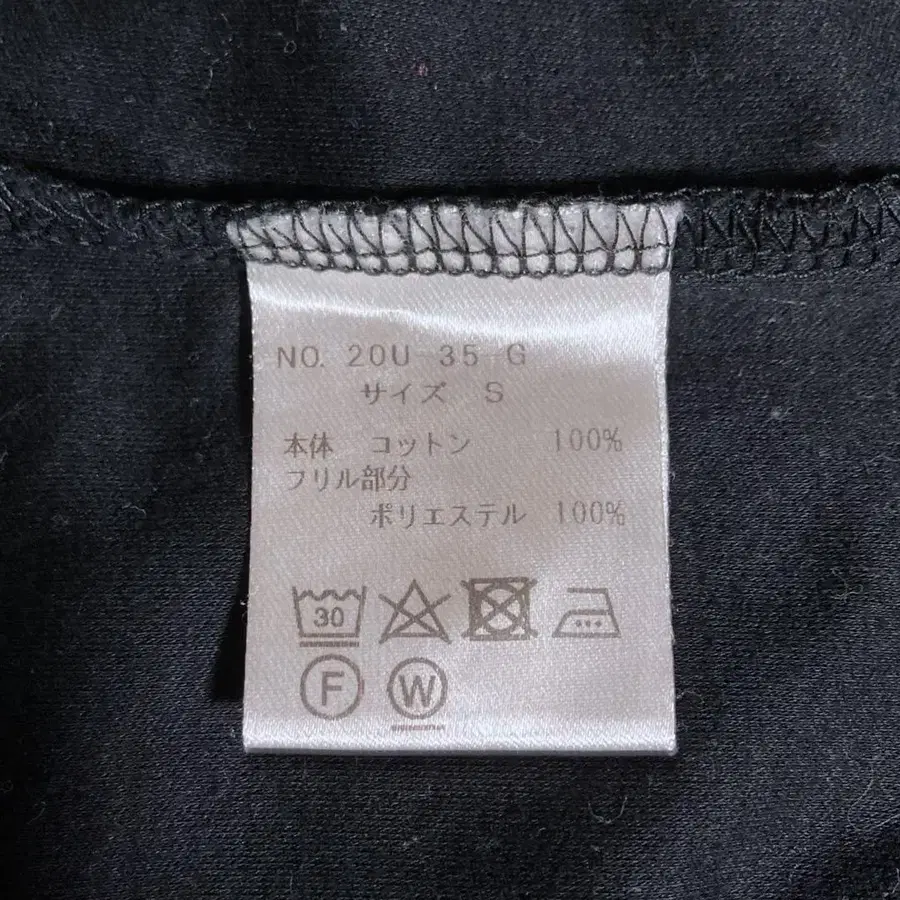 NO. 20U 35 G
サイズ S
本体 コットン 100%
フリル部分
ポリエステル 100%
30
F W